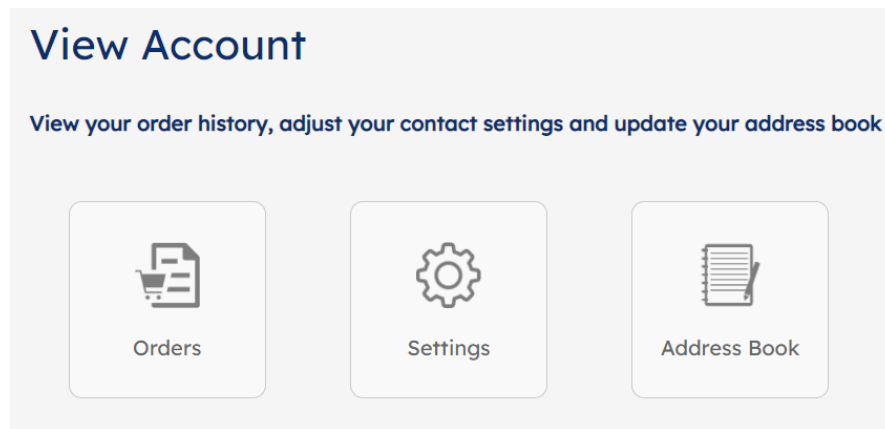 View Account
View your order history, adjust your contact settings and update your address book
Orders
Settings
Address Book